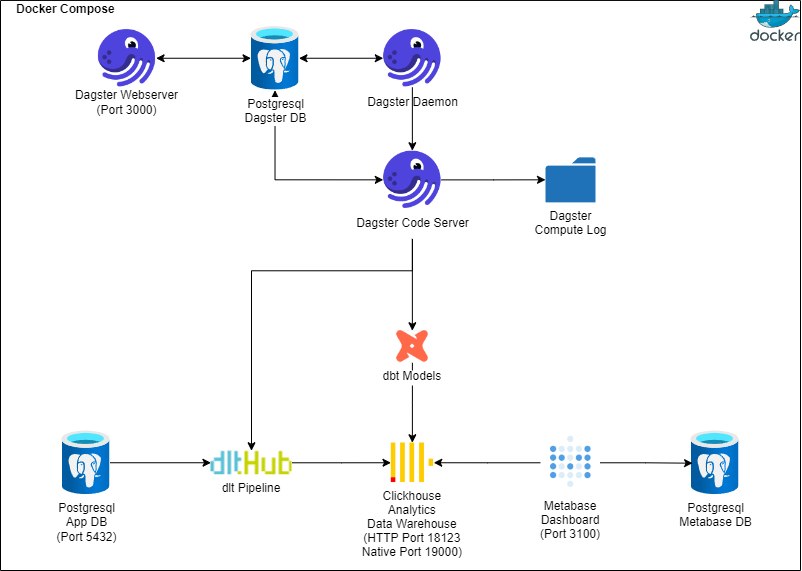 Docker Compose
docker
Dagster Webserver
(Port 3000)
Postgresql
Dagster DB
Dagster Daemon
Dagster Code Server
Dagster
Compute Log
dbt Models
dltHub
dlt Pipeline
Postgresql
App DB
(Port 5432)
Clickhouse
Analytics
Data Warehouse
(HTTP Port 18123
Native Port 19000)
Metabase
Dashboard
(Port 3100)
Postgresql
Metabase DB